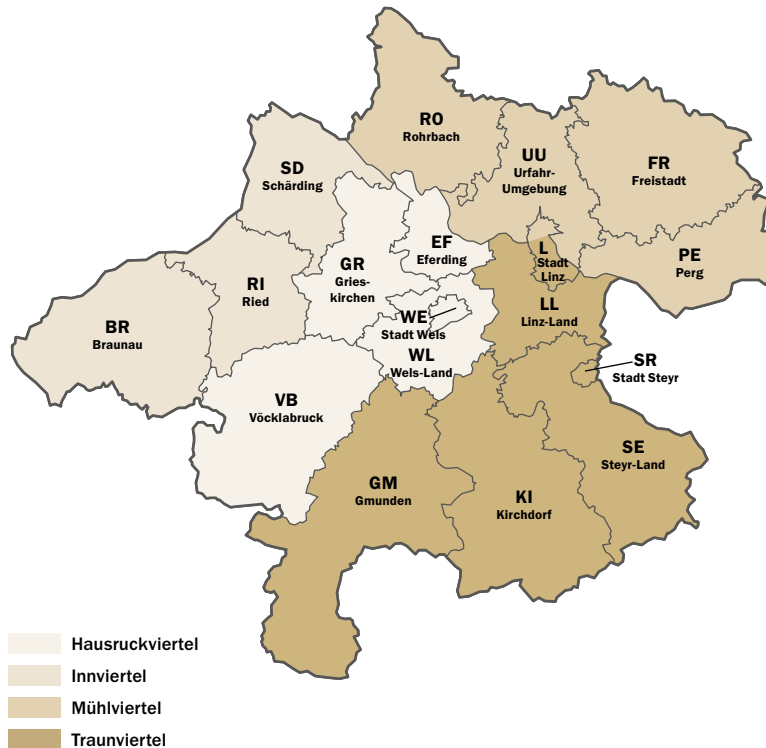 RO
Rohrbach
UU
Urfahr-
Umgebung
FR
Freistadt
SD
Schärding
EF
Eferding
L
Stadt
Linz
PE
Perg
GR
Gries-
kirchen
RI
Ried
BR
Braunau
WE
Stadt Wels
LL
Linz-Land
WL
Wels-Land
SR
Stadt Steyr
VB
Vöcklabruck
SE
Steyr-Land
GM
Gmunden
KI
Kirchdorf
Hausruckviertel
Innviertel
Mühlviertel
Traunviertel